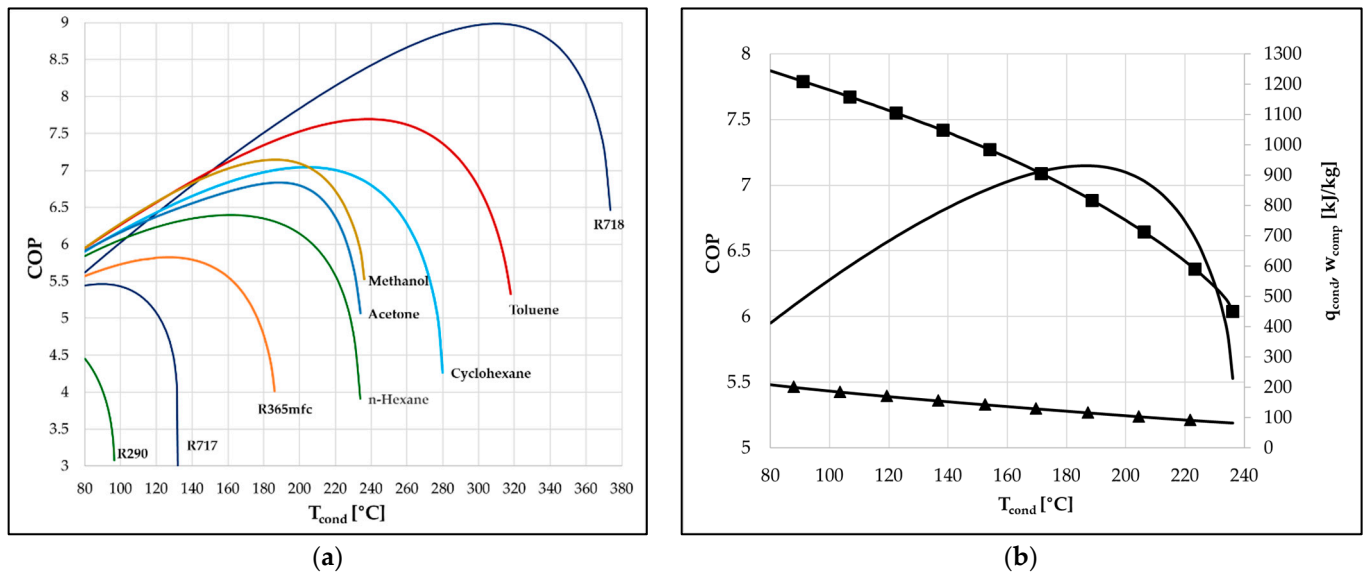 9
8.5
8
7.5
7
6.5
6
5.5
5
4.5
4
3.5
3
COP
80 100 120 140 160 180 200 220 240 260 280 300 320 340 360 380
Tcond [°C]
R718
Methanol
Toluene
Acetone
Cyclohexane
n-Hexane
R365mfc
R290
R717
(a)
8
7.5
7
6.5
6
5.5
5
COP
1300
1200
1100
1000
900
800
700
600
500
400
300
200
100
0
qcond, wcomp [kJ/kg]
80 100 120 140 160 180 200 220 240
Tcond [°C]
(b)